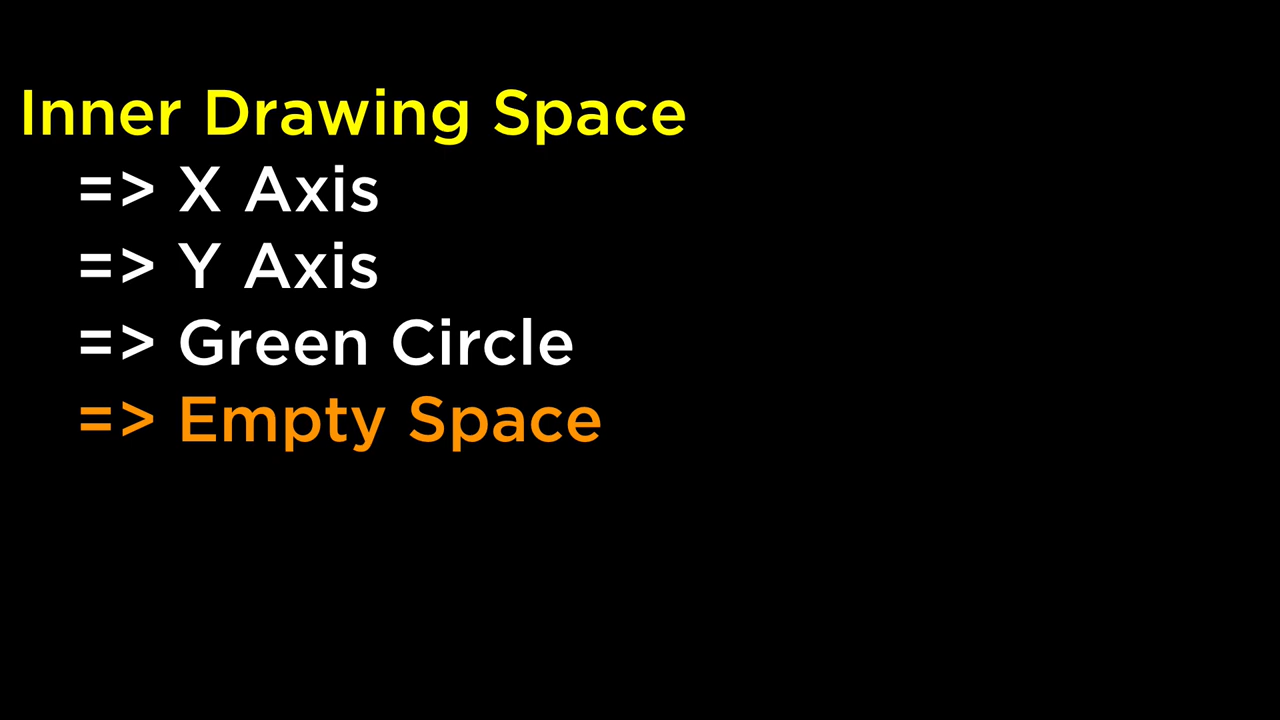 Inner Drawing Space
=> X Axis
=> Y Axis
=> Green Circle
=> Empty Space